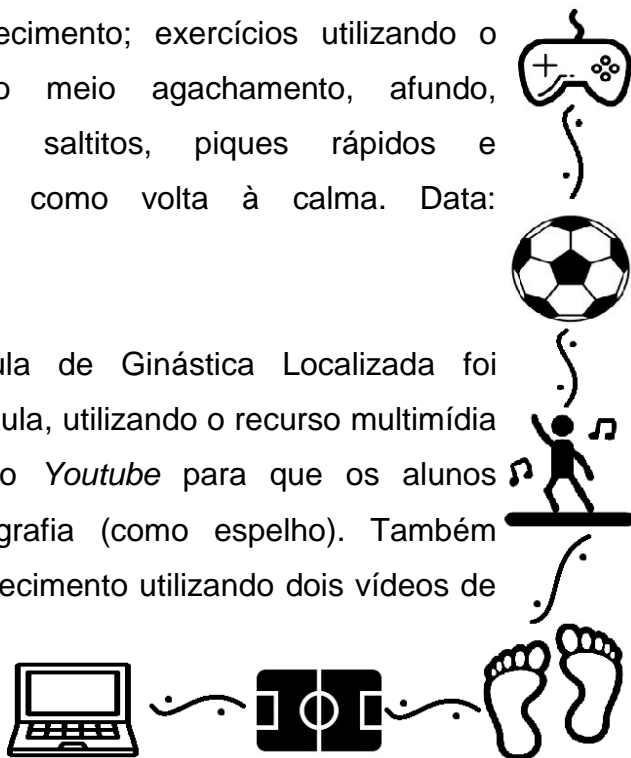 ecimento; exercícios utilizando o
o meio agachamento, afundo,
saltitos, piques rápidos e
como volta à calma. Data:
ula de Ginástica Localizada foi
aula, utilizando o recurso multimídia
o Youtube para que os alunos
grafia (como espelho). Também
ecimento utilizando dois vídeos de